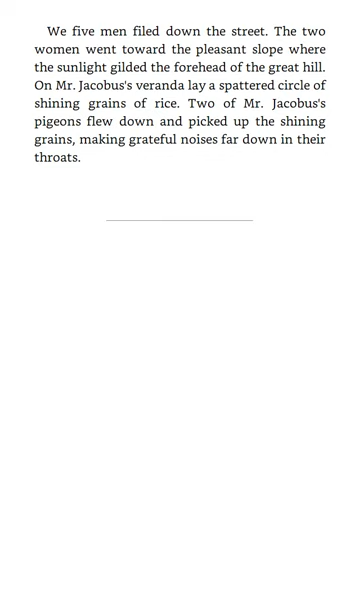 We five men filed down the street. The two
women went toward the pleasant slope where
the sunlight gilded the forehead of the great hill.
On Mr. Jacobus's veranda lay a spattered circle of
shining grains of rice. Two of Mr. Jacobus's
pigeons flew down and picked up the shining
grains, making grateful noises far down in their
throats.